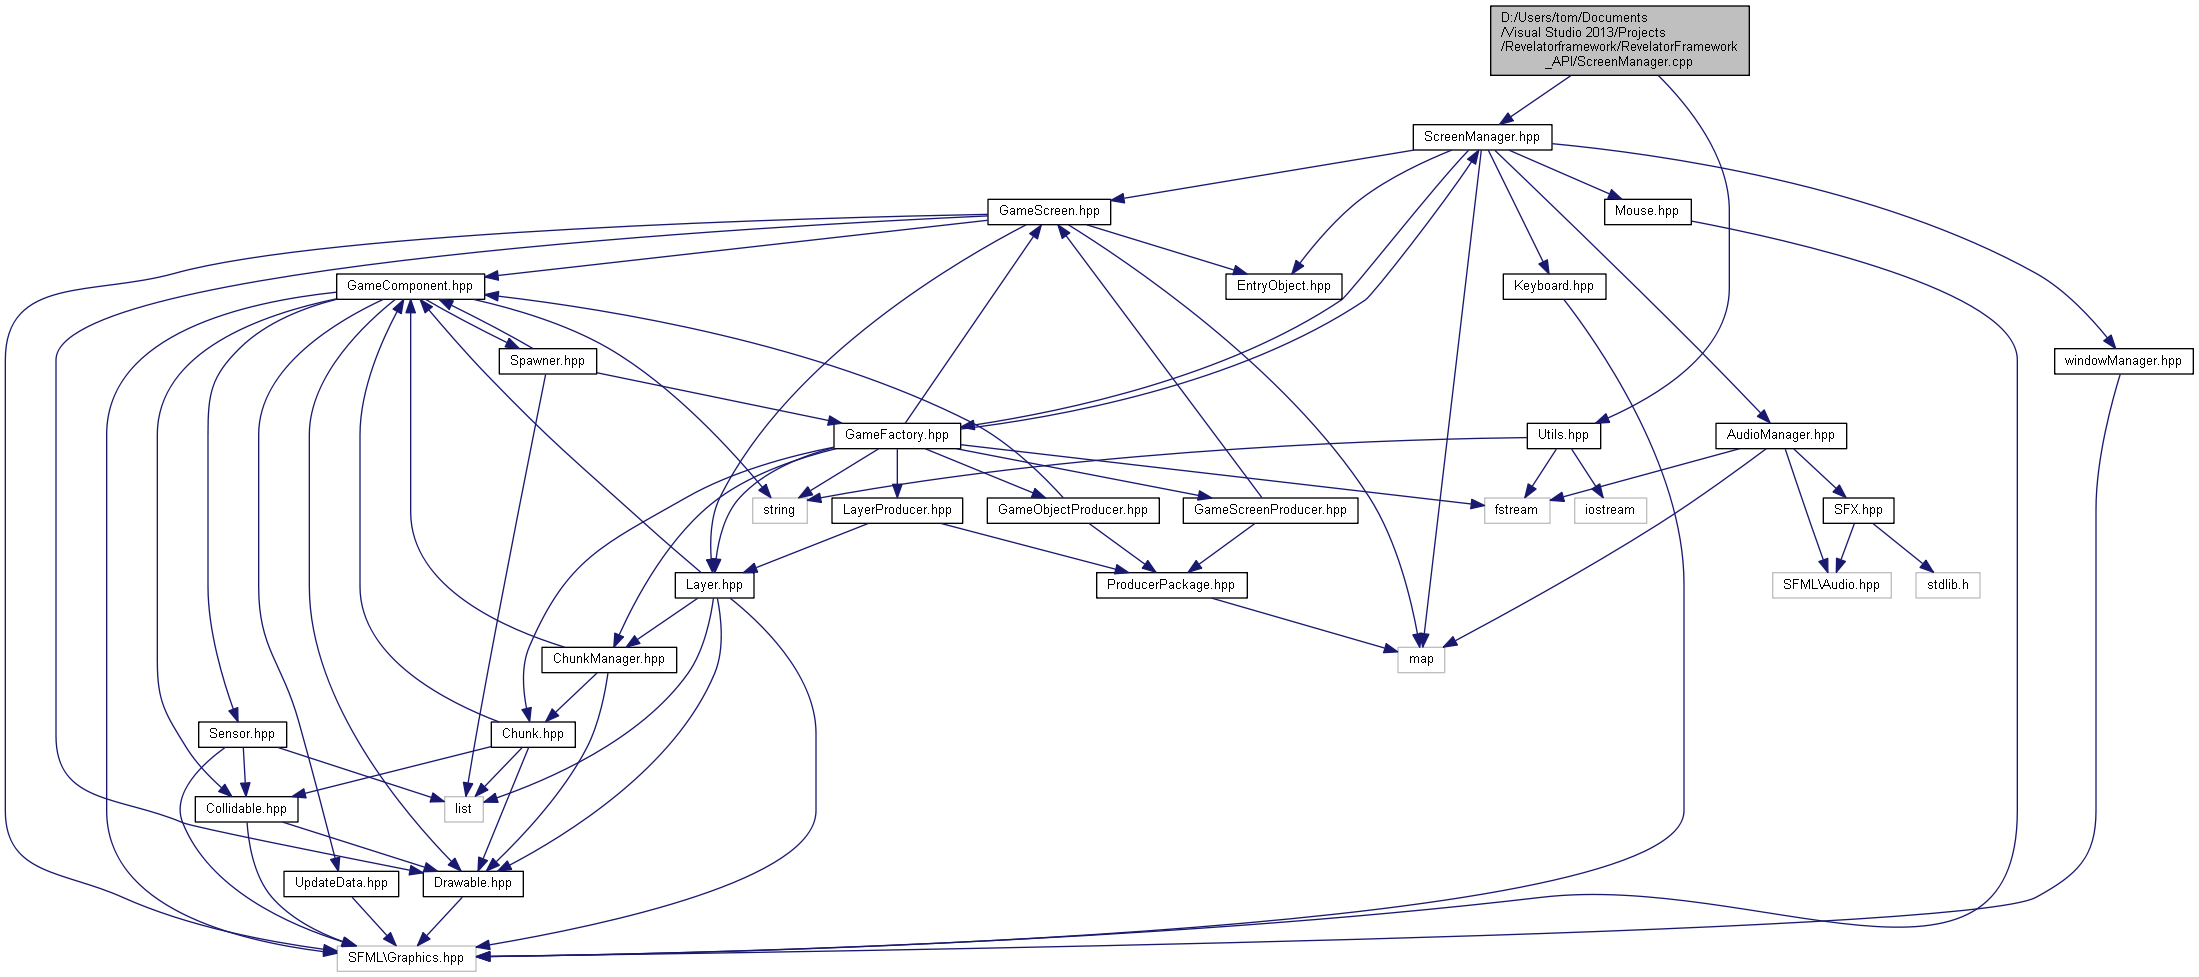 D:/Users/tom/Documents
/Visual Studio 2013/Projects
/Revelatorframework/RevelatorFramework
_API/ScreenManager.cpp
ScreenManager.hpp
GameScreen.hpp
Mouse.hpp
GameComponent.hpp
EntryObject.hpp
Keyboard.hpp
Spawner.hpp
windowManager.hpp
GameFactory.hpp
Utils.hpp
AudioManager.hpp
string
LayerProducer.hpp
GameObjectProducer.hpp
GameScreenProducer.hpp
fstream
iostream
SFX.hpp
Layer.hpp
ProducerPackage.hpp
SFML\Audio.hpp
stdlib.h
ChunkManager.hpp
map
Sensor.hpp
Chunk.hpp
Collidable.hpp
list
UpdateData.hpp
Drawable.hpp
SFML\Graphics.hpp